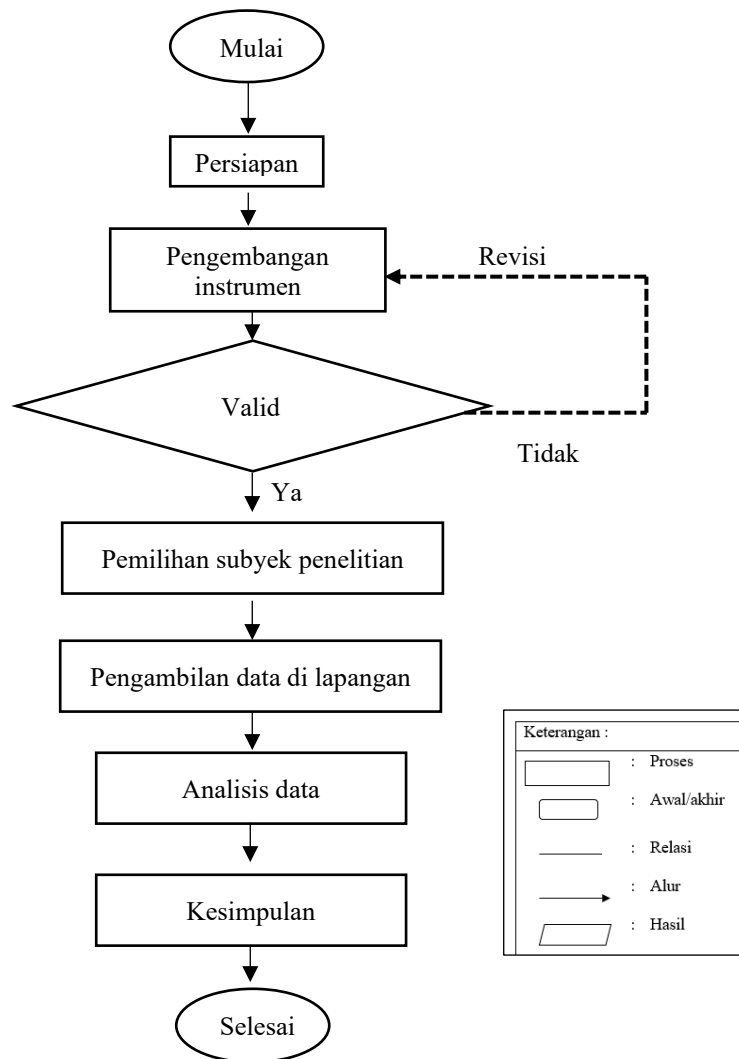 Mulai
Persiapan
Pengembangan
instrumen
Revisi
Valid
Tidak
Ya
Pemilihan subyek penelitian
Pengambilan data di lapangan
Analisis data
Kesimpulan
Selesai
Keterangan :
: Proses
: Awal/akhir
: Relasi
: Alur
: Hasil